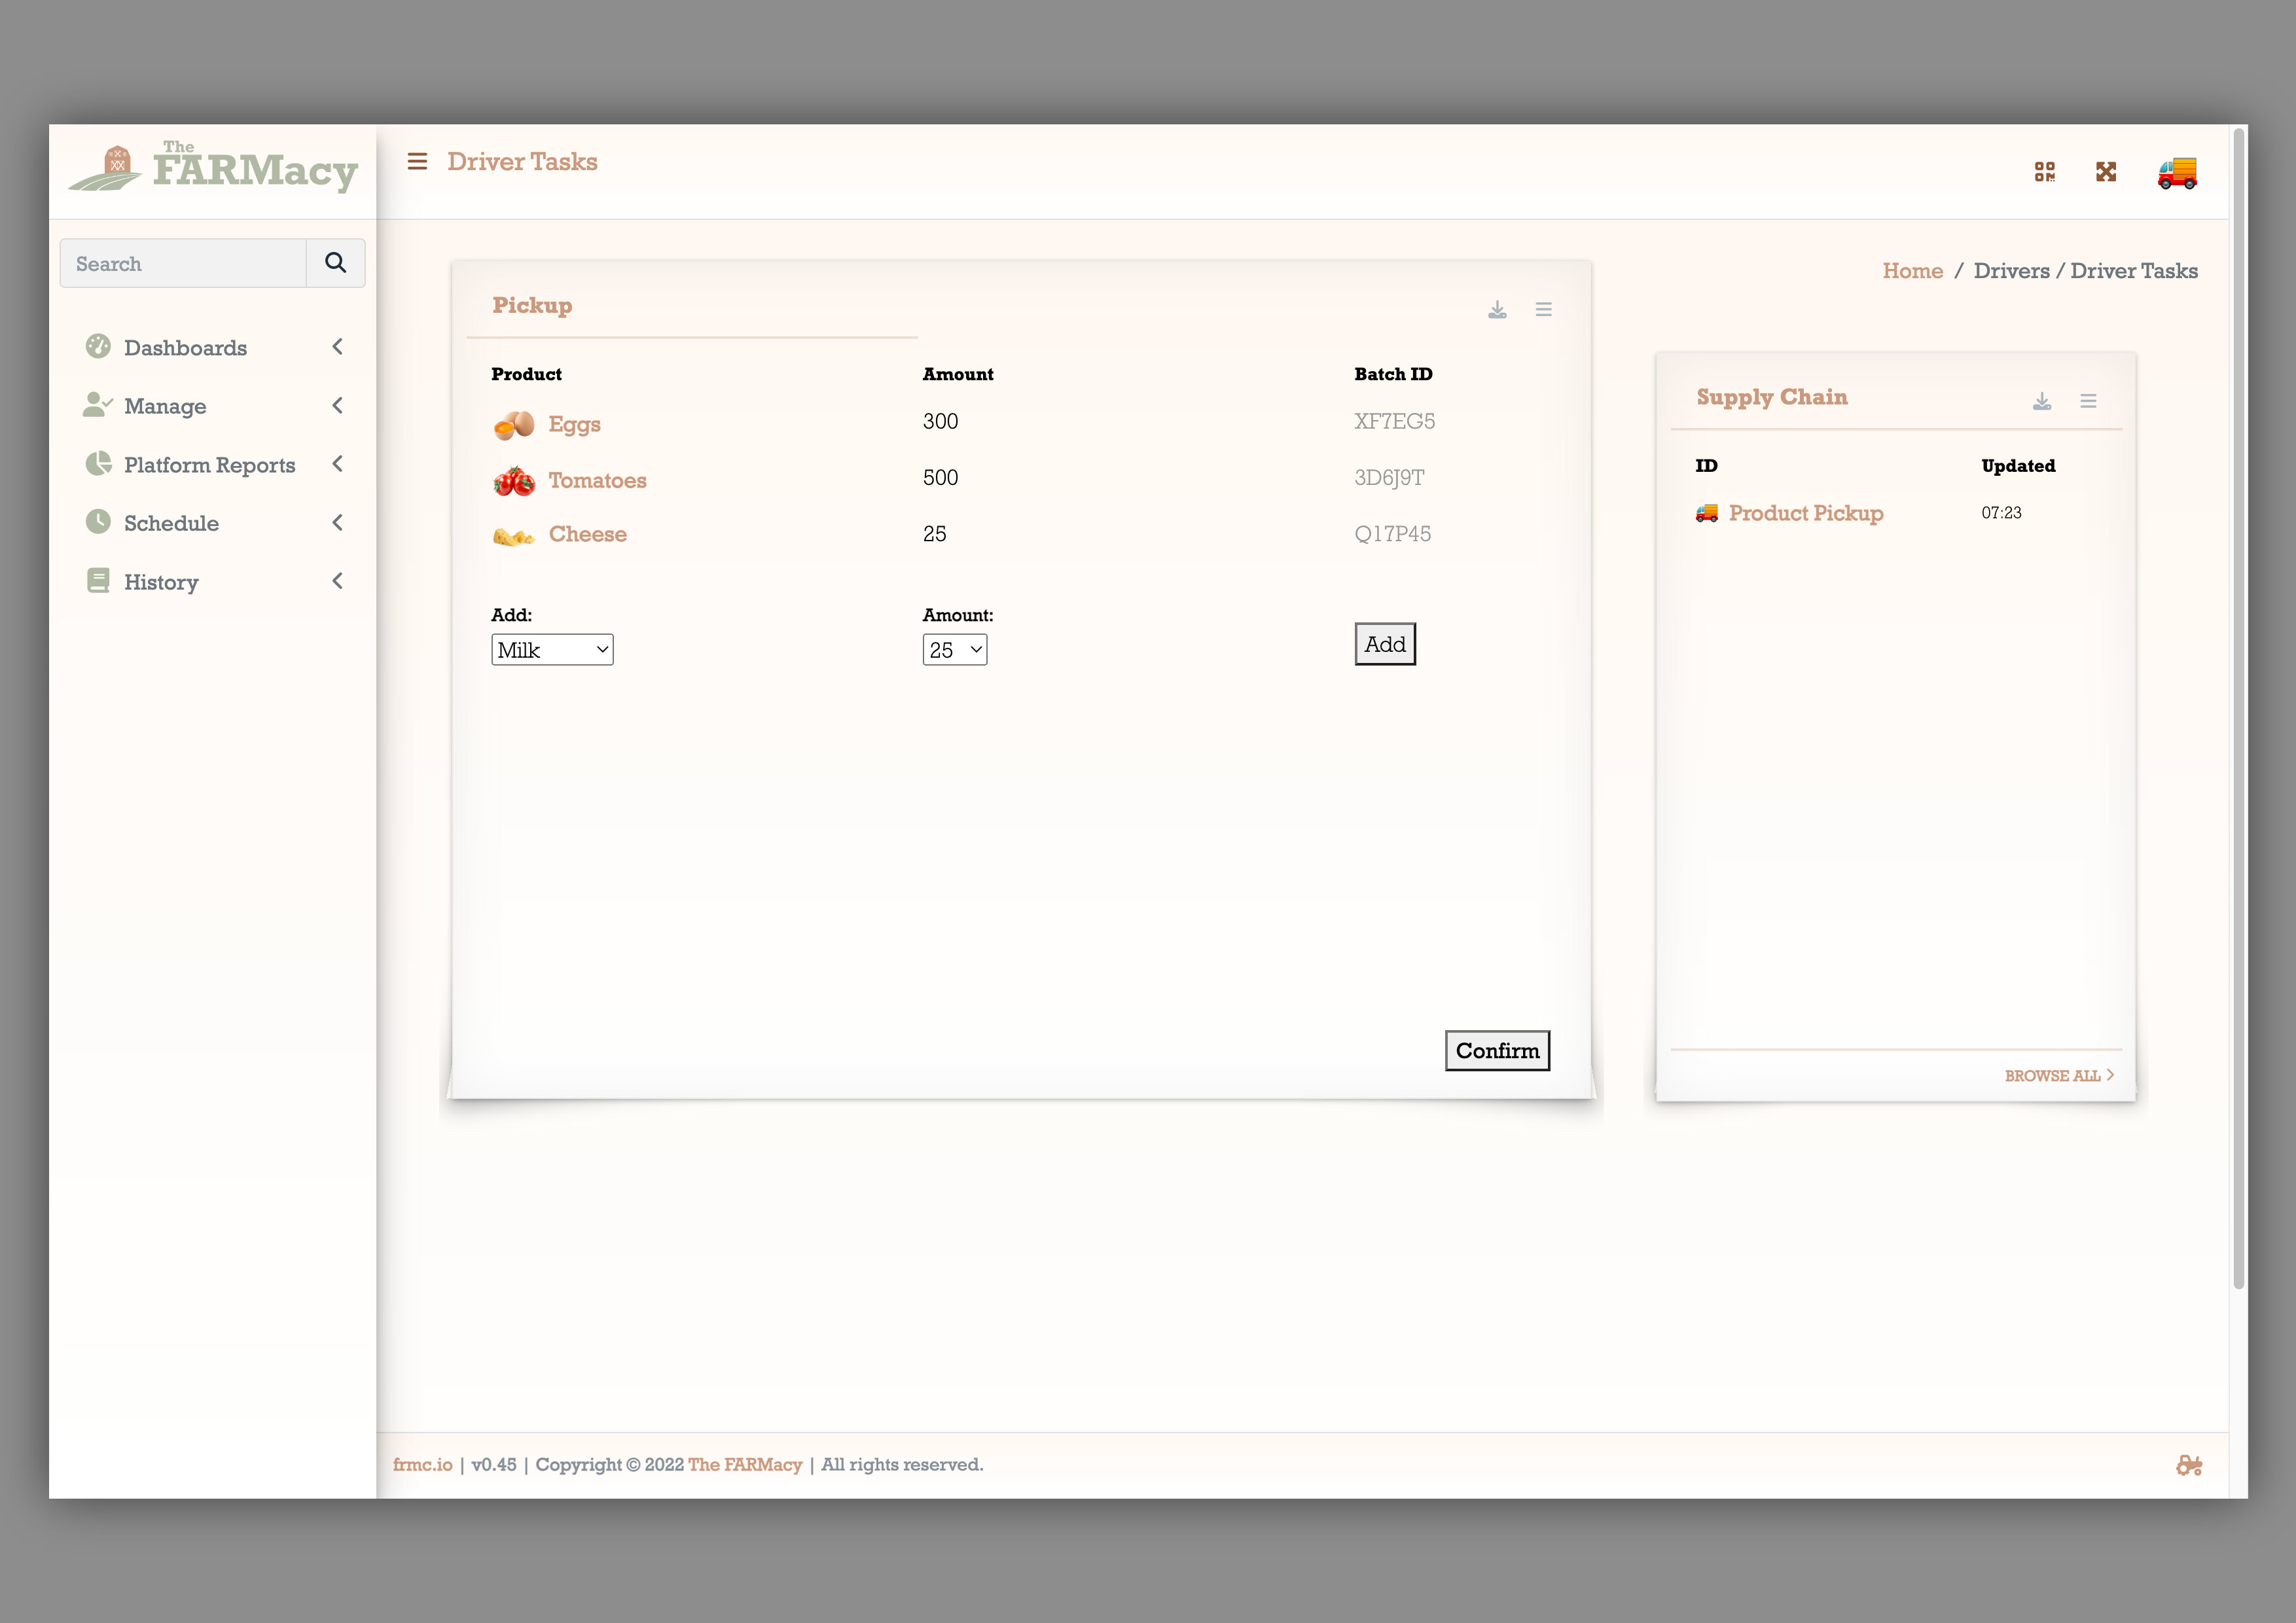 The
FARMacy
Driver Tasks
Search
Dashboards
Manage
Platform Reports
Schedule
History
Home / Drivers / Driver Tasks
Pickup
Product Amount Batch ID
Eggs 300 XF7EG5
Tomatoes 500 3D6J9T
Cheese 25 Q17P45
Add: Amount:
Milk 25 Add
Confirm
Supply Chain
ID Updated
Product Pickup 07:23
BROWSE ALL
frmc.io | v0.45 | Copyright © 2022 The FARMacy | All rights reserved.